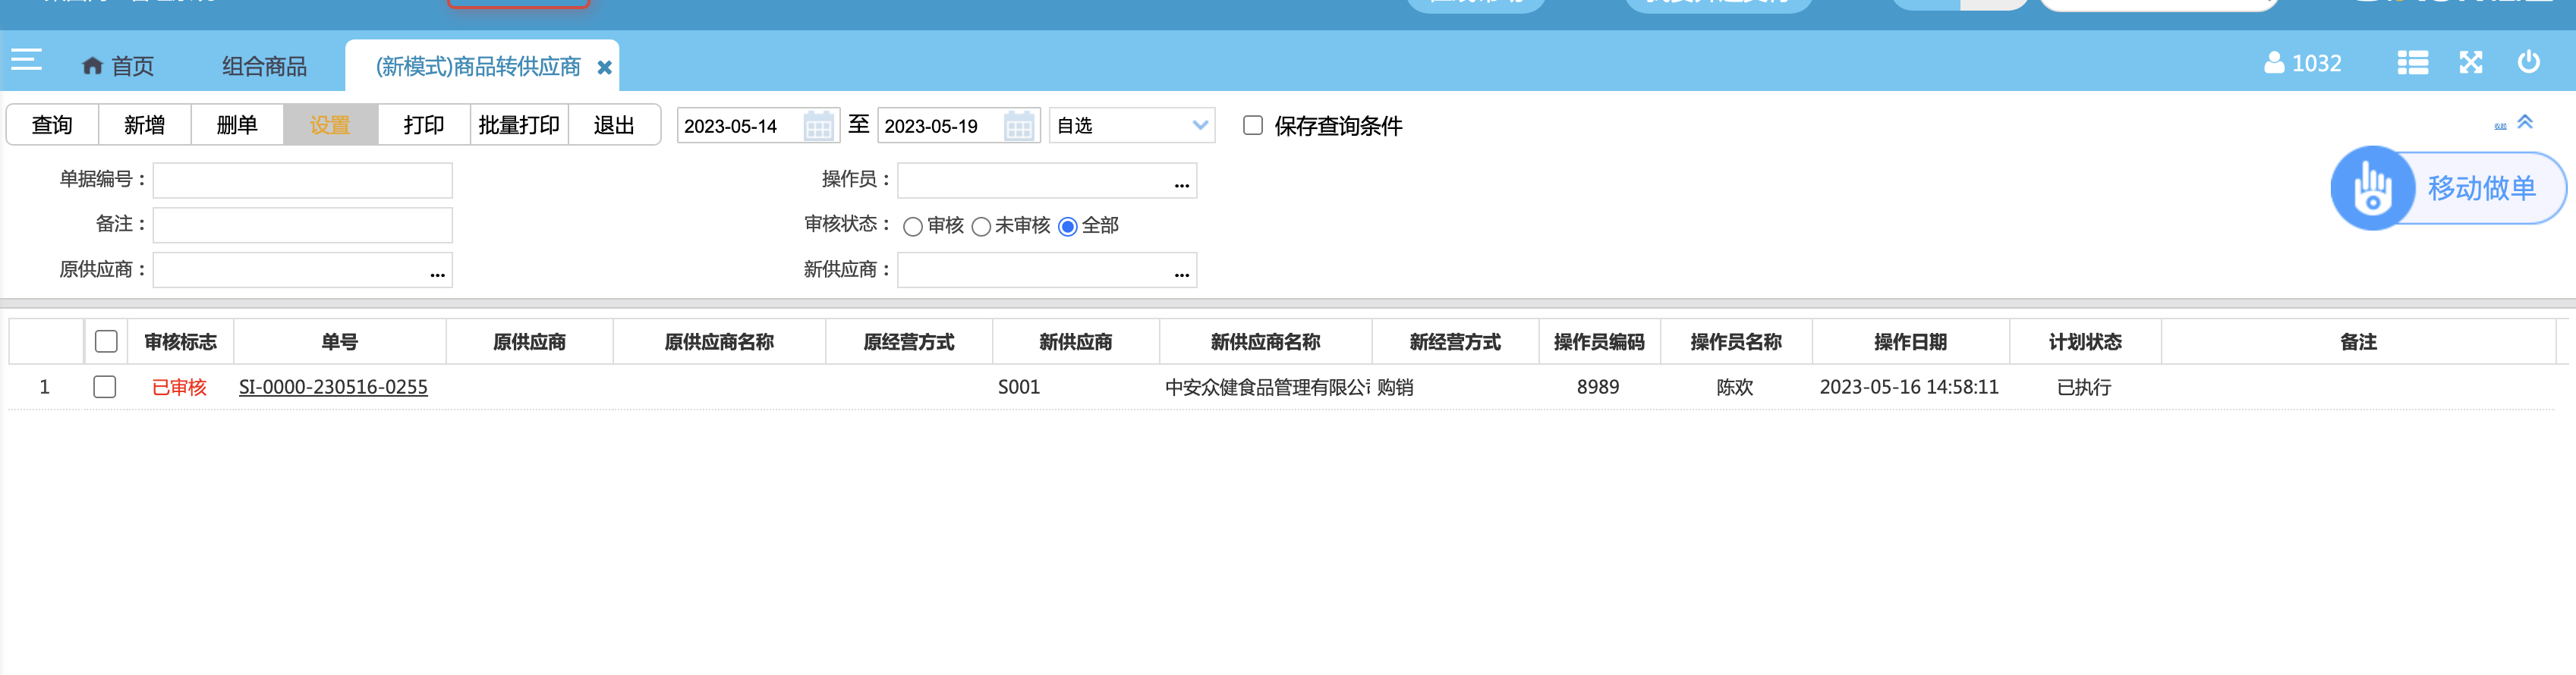 首页 组合商品 (新模式)商品转供应商 1032
查询 新增 删单 设置 打印 批量打印 退出 2023-05-14 至 2023-05-19 自选 保存查询条件 收起
单据编号： 操作员： ...
移动做单
备注： 审核状态： 审核 未审核 全部
原供应商： ... 新供应商： ...
审核标志 单号 原供应商 原供应商名称 原经营方式 新供应商 新供应商名称 新经营方式 操作员编码 操作员名称 操作日期 计划状态 备注
1 已审核 SI-0000-230516-0255 S001 中安众健食品管理有限公 购销 8989 陈欢 2023-05-16 14:58:11 已执行